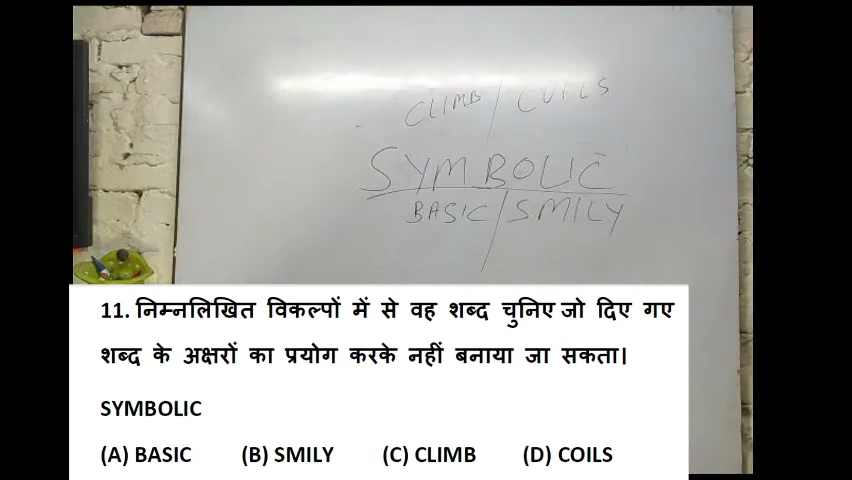 CLIMB / COILS
SYMBOLIC
BASIC / SMILY
11. निम्नलिखित विकल्पों में से वह शब्द चुनिए जो दिए गए
शब्द के अक्षरों का प्रयोग करके नहीं बनाया जा सकता।
SYMBOLIC
(A) BASIC (B) SMILY (C) CLIMB (D) COILS